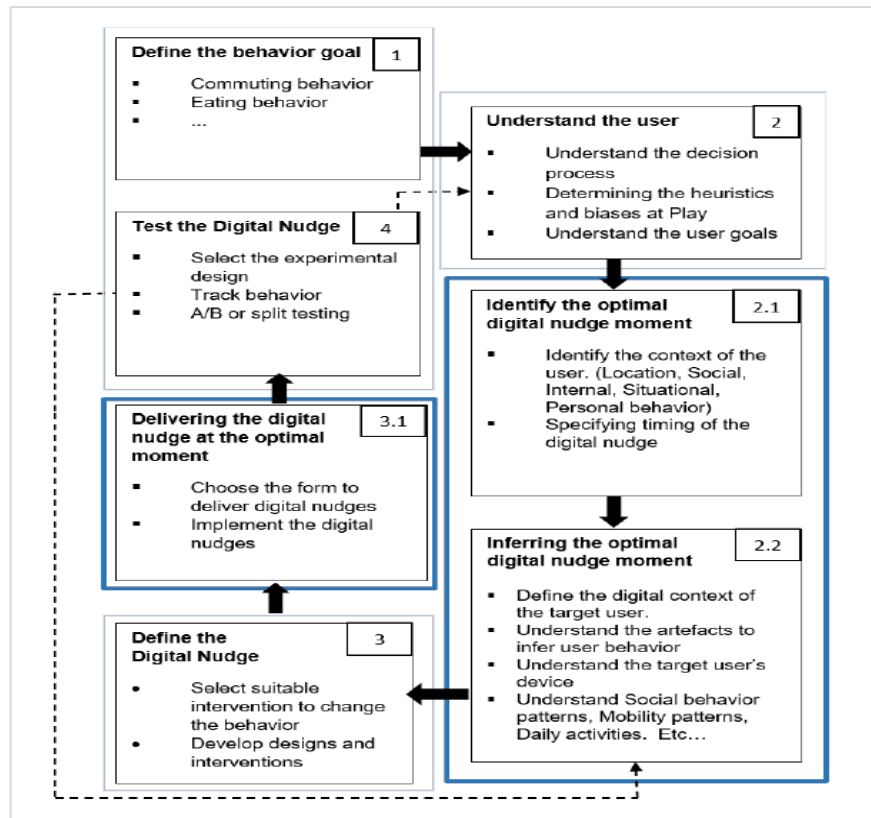 Define the behavior goal
1
▪ Commuting behavior
▪ Eating behavior
▪ ...
Understand the user
2
▪ Understand the decision
process
▪ Determining the heuristics
and biases at Play
▪ Understand the user goals
Identify the optimal
digital nudge moment
2.1
▪ Identify the context of the
user. (Location, Social,
Internal, Situational,
Personal behavior)
▪ Specifying timing of the
digital nudge
Inferring the optimal
digital nudge moment
2.2
▪ Define the digital context of
the target user.
▪ Understand the artefacts to
infer user behavior
▪ Understand the target user's
device
▪ Understand Social behavior
patterns, Mobility patterns,
Daily activities. Etc...
Define the
Digital Nudge
3
• Select suitable
intervention to change
the behavior
• Develop designs and
interventions
Delivering the digital
nudge at the optimal
moment
3.1
▪ Choose the form to
deliver digital nudges
▪ Implement the digital
nudges
Test the Digital Nudge
4
▪ Select the experimental
design
▪ Track behavior
▪ A/B or split testing